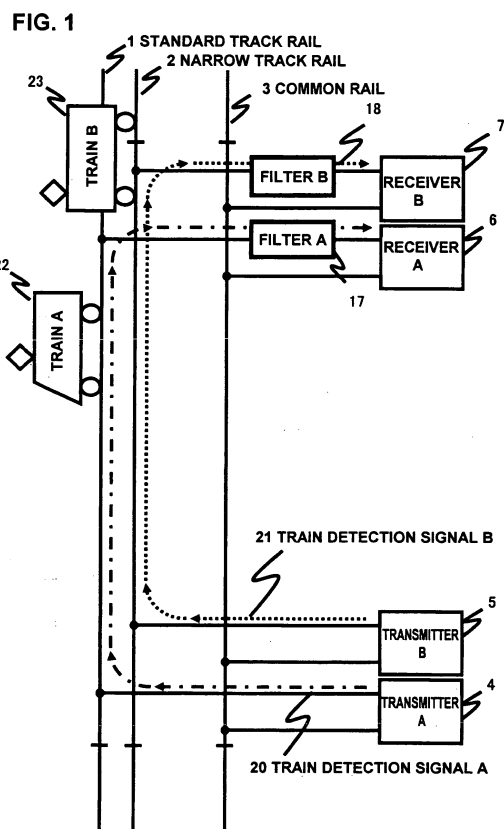 FIG. 1
1 STANDARD TRACK RAIL
2 NARROW TRACK RAIL
3 COMMON RAIL
23
18
7
TRAIN B
FILTER B
RECEIVER
B
6
FILTER A
RECEIVER
A
17
22
TRAIN A
21 TRAIN DETECTION SIGNAL B
5
TRANSMITTER
B
4
TRANSMITTER
A
20 TRAIN DETECTION SIGNAL A